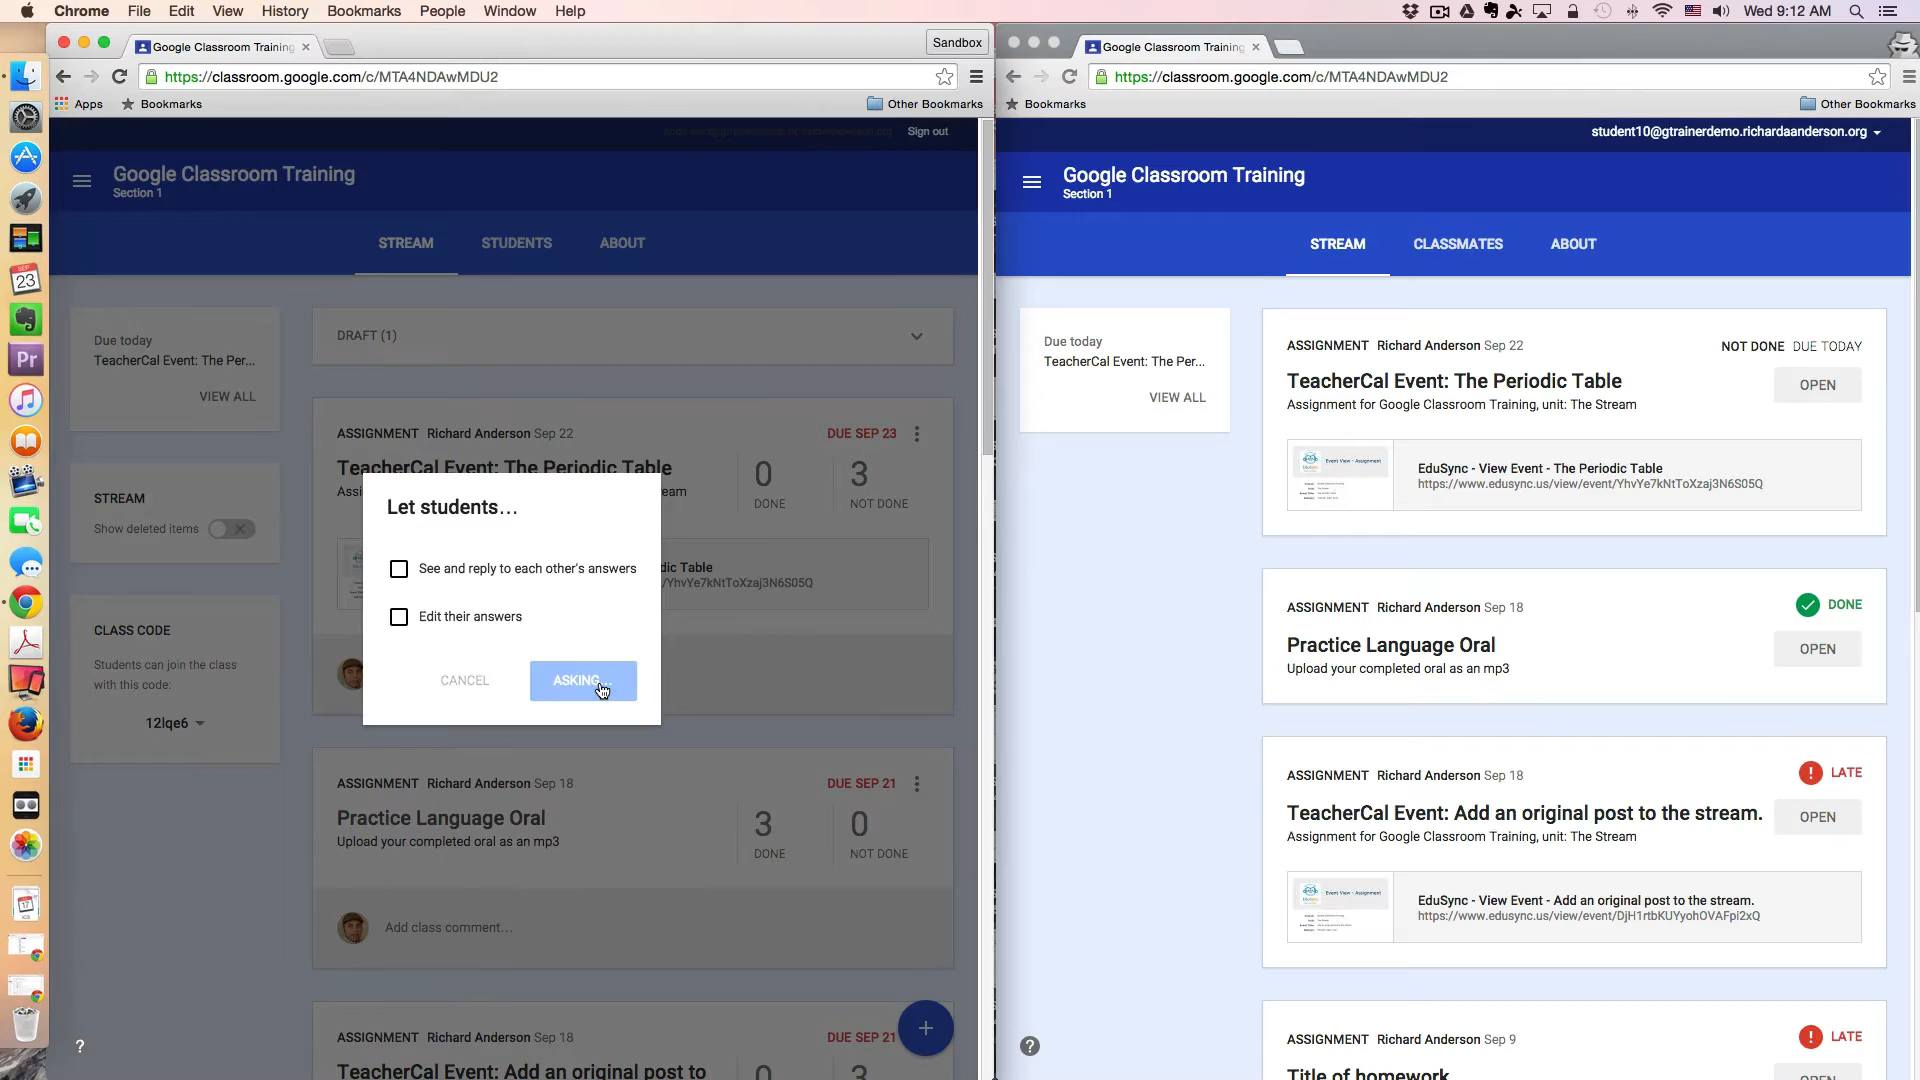 Chrome File Edit View History Bookmarks People Window Help
Wed 9:12 AM
Google Classroom Training
Sandbox
https://classroom.google.com/c/MTA4NDAwMDU2
Apps Bookmarks
Other Bookmarks
Sign out
Google Classroom Training
Section 1
STREAM STUDENTS ABOUT
Due today
TeacherCal Event: The Per...
VIEW ALL
STREAM
Show deleted items
CLASS CODE
Students can join the class
with this code:
12lqe6
DRAFT (1)
ASSIGNMENT Richard Anderson Sep 22
DUE SEP 23
TeacherCal Event: The Periodic Table
0
DONE
3
NOT DONE
Let students…
See and reply to each other's answers
Edit their answers
CANCEL
ASKING…
ASSIGNMENT Richard Anderson Sep 18
DUE SEP 21
Practice Language Oral
Upload your completed oral as an mp3
3
DONE
0
NOT DONE
Add class comment…
ASSIGNMENT Richard Anderson Sep 18
DUE SEP 21
TeacherCal Event: Add an original post to
0
3
+
?
SEP
23
Pr
17
Google Classroom Training
https://classroom.google.com/c/MTA4NDAwMDU2
Bookmarks
Other Bookmarks
student10@gtrainerdemo.richardaanderson.org
Google Classroom Training
Section 1
STREAM CLASSMATES ABOUT
Due today
TeacherCal Event: The Per...
VIEW ALL
ASSIGNMENT Richard Anderson Sep 22
NOT DONE DUE TODAY
TeacherCal Event: The Periodic Table
OPEN
Assignment for Google Classroom Training, unit: The Stream
EduSync - View Event - The Periodic Table
https://www.edusync.us/view/event/YhvYe7kNtToXzaj3N6S05Q
ASSIGNMENT Richard Anderson Sep 18
DONE
Practice Language Oral
OPEN
Upload your completed oral as an mp3
ASSIGNMENT Richard Anderson Sep 18
LATE
TeacherCal Event: Add an original post to the stream.
OPEN
Assignment for Google Classroom Training, unit: The Stream
EduSync - View Event - Add an original post to the stream.
https://www.edusync.us/view/event/DjH1rtbKUYyohOVAFpi2xQ
ASSIGNMENT Richard Anderson Sep 9
LATE
Title of homework
OPEN
?